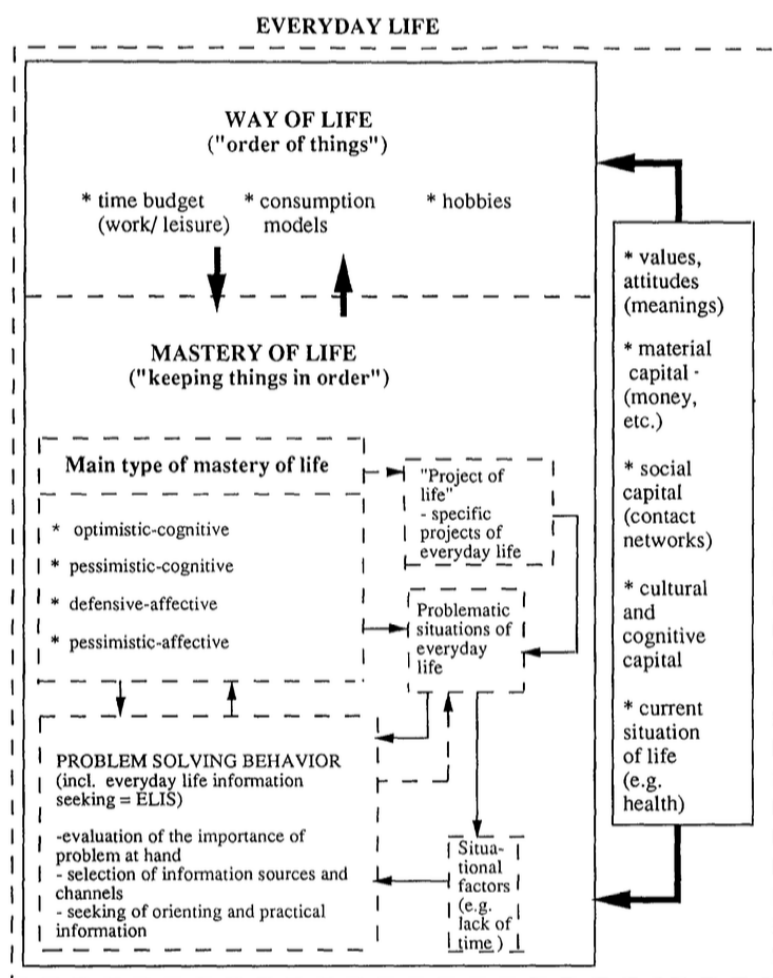 EVERYDAY LIFE
WAY OF LIFE
("order of things")
* time budget
(work/ leisure)
* consumption
models
* hobbies
MASTERY OF LIFE
("keeping things in order")
Main type of mastery of life
* optimistic-cognitive
* pessimistic-cognitive
* defensive-affective
* pessimistic-affective
"Project of
life"
- specific
projects of
everyday life
Problematic
situations of
everyday
life
PROBLEM SOLVING BEHAVIOR
(incl. everyday life information
seeking = ELIS)
-evaluation of the importance of
problem at hand
- selection of information sources and
channels
- seeking of orienting and practical
information
Situa-
tional
factors
(e.g.
lack of
time )
* values,
attitudes
(meanings)
* material
capital -
(money,
etc.)
* social
capital
(contact
networks)
* cultural
and
cognitive
capital
* current
situation
of life
(e.g.
health)